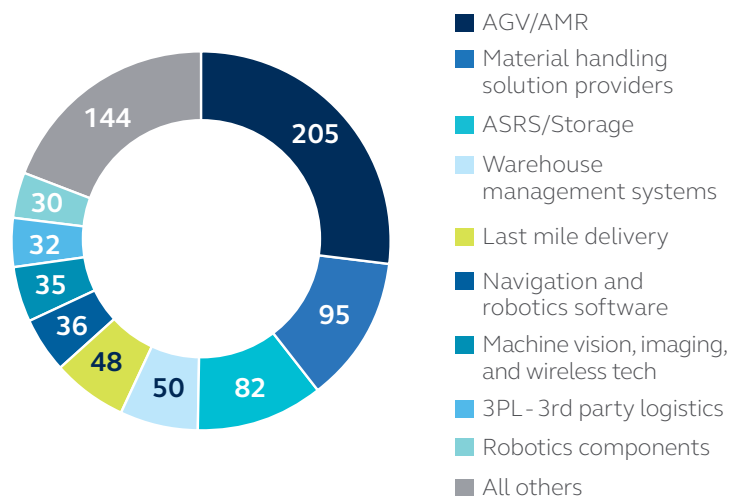 205
95
82
50
48
36
35
32
30
144
AGV/AMR
Material handling
solution providers
ASRS/Storage
Warehouse
management systems
Last mile delivery
Navigation and
robotics software
Machine vision, imaging,
and wireless tech
3PL - 3rd party logistics
Robotics components
All others